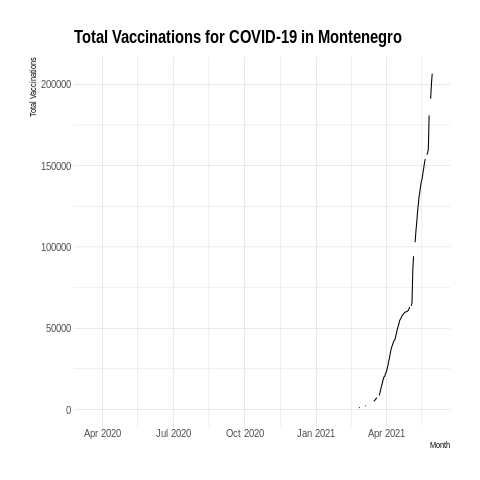 Total Vaccinations for COVID-19 in Montenegro
Total Vaccinations
200000
150000
100000
50000
0
Apr 2020 Jul 2020 Oct 2020 Jan 2021 Apr 2021
Month